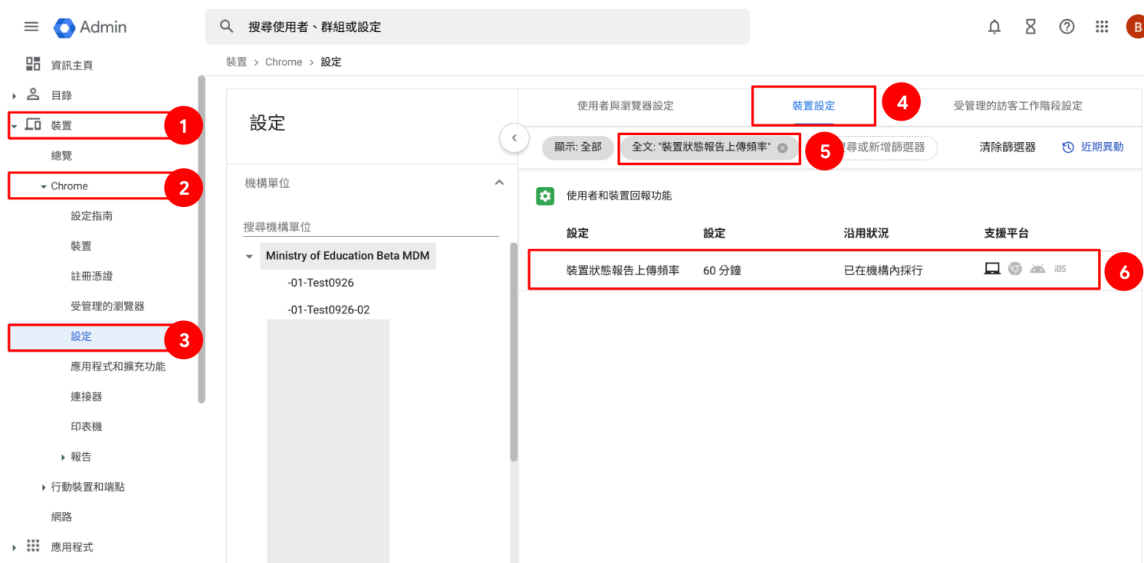 Admin
搜尋使用者、群組或設定
B
資訊主頁
目錄
裝置
1
總覽
Chrome
2
設定指南
裝置
註冊憑證
受管理的瀏覽器
設定
3
應用程式和擴充功能
連接器
印表機
報告
行動裝置和端點
網路
應用程式
裝置 > Chrome > 設定
設定
機構單位
搜尋機構單位
Ministry of Education Beta MDM
-01-Test0926
-01-Test0926-02
使用者與瀏覽器設定
裝置設定
4
受管理的訪客工作階段設定
顯示: 全部
全文: "裝置狀態報告上傳頻率"
5
尋或新增篩選器
清除篩選器
近期異動
使用者和裝置回報功能
設定 設定 沿用狀況 支援平台
裝置狀態報告上傳頻率 60 分鐘 已在機構內採行 iOS
6